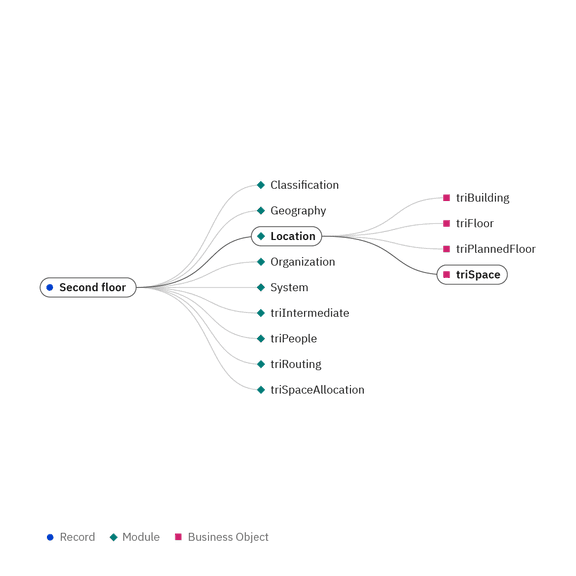 Second floor
Classification
Geography
Location
Organization
System
triIntermediate
triPeople
triRouting
triSpaceAllocation
triBuilding
triFloor
triPlannedFloor
triSpace
Record
Module
Business Object